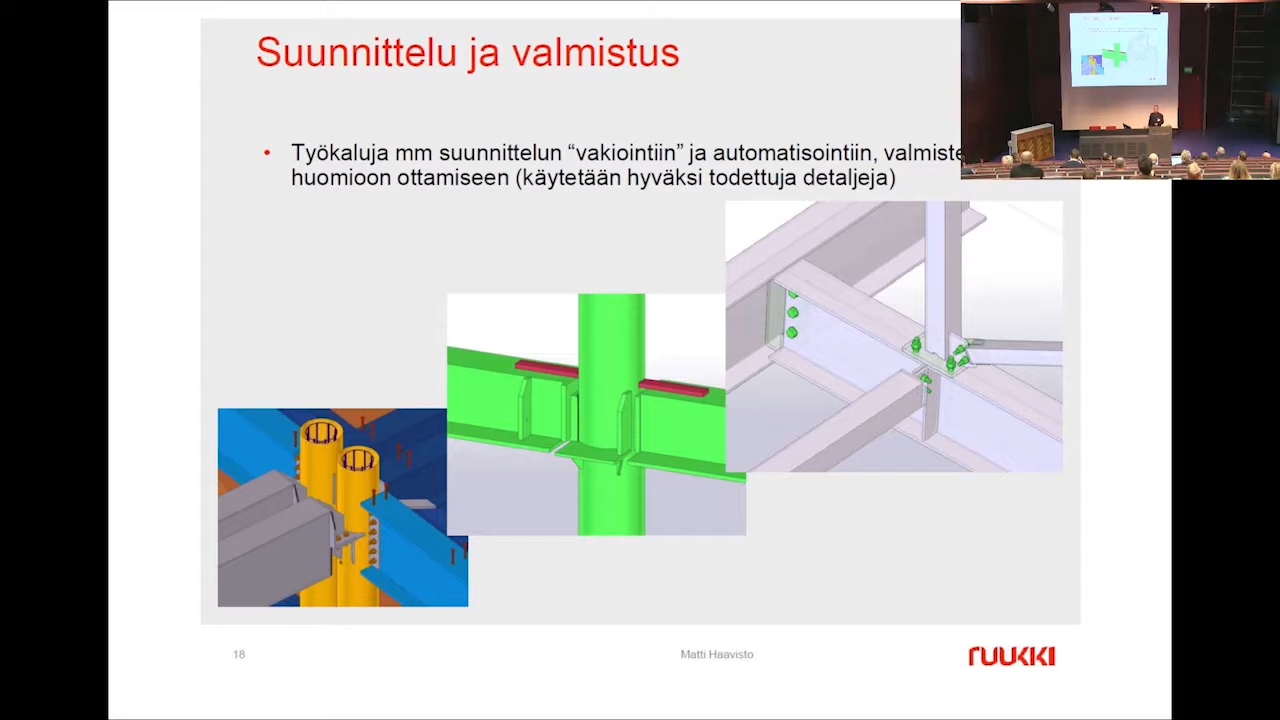 Suunnittelu ja valmistus
• Työkaluja mm suunnittelun “vakiointiin” ja automatisointiin, valmiste
huomioon ottamiseen (käytetään hyväksi todettuja detaljeja)
18
Matti Haavisto
RUUKKI